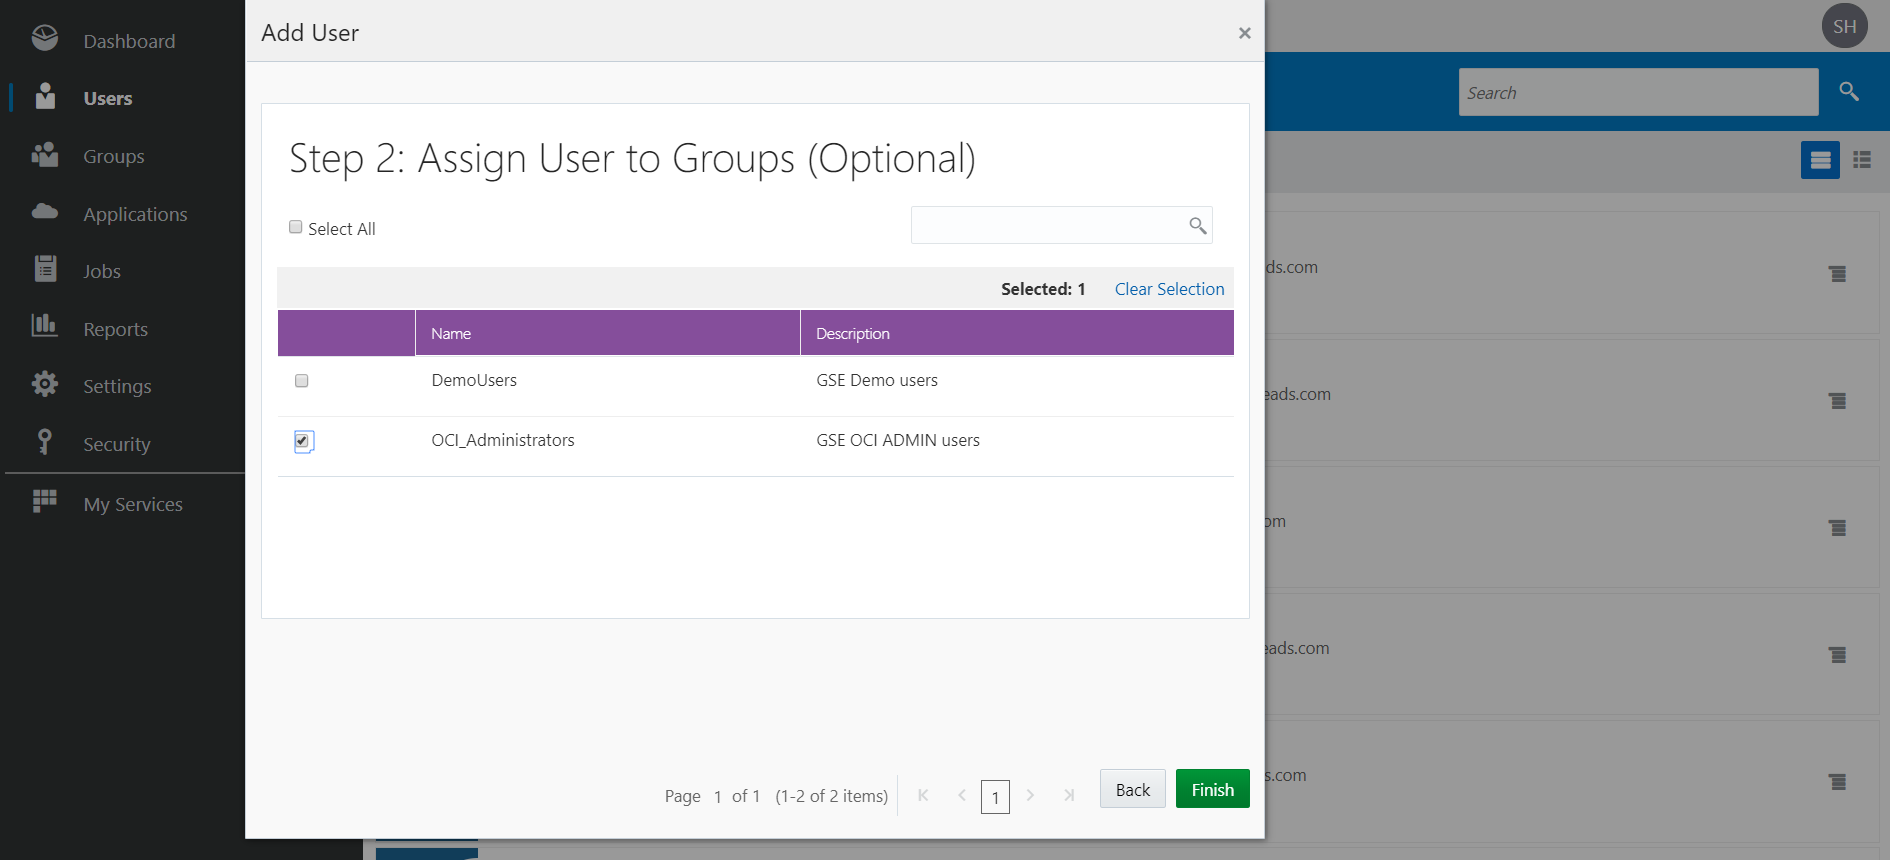 Dashboard
Users
Groups
Applications
Jobs
Reports
Settings
Security
My Services
Add User
×
Step 2: Assign User to Groups (Optional)
Select All
Selected: 1 Clear Selection
Name Description
DemoUsers GSE Demo users
OCI_Administrators GSE OCI ADMIN users
Page 1 of 1 (1-2 of 2 items) 1 Back Finish
SH
Search
ds.com
eads.com
om
eads.com
s.com